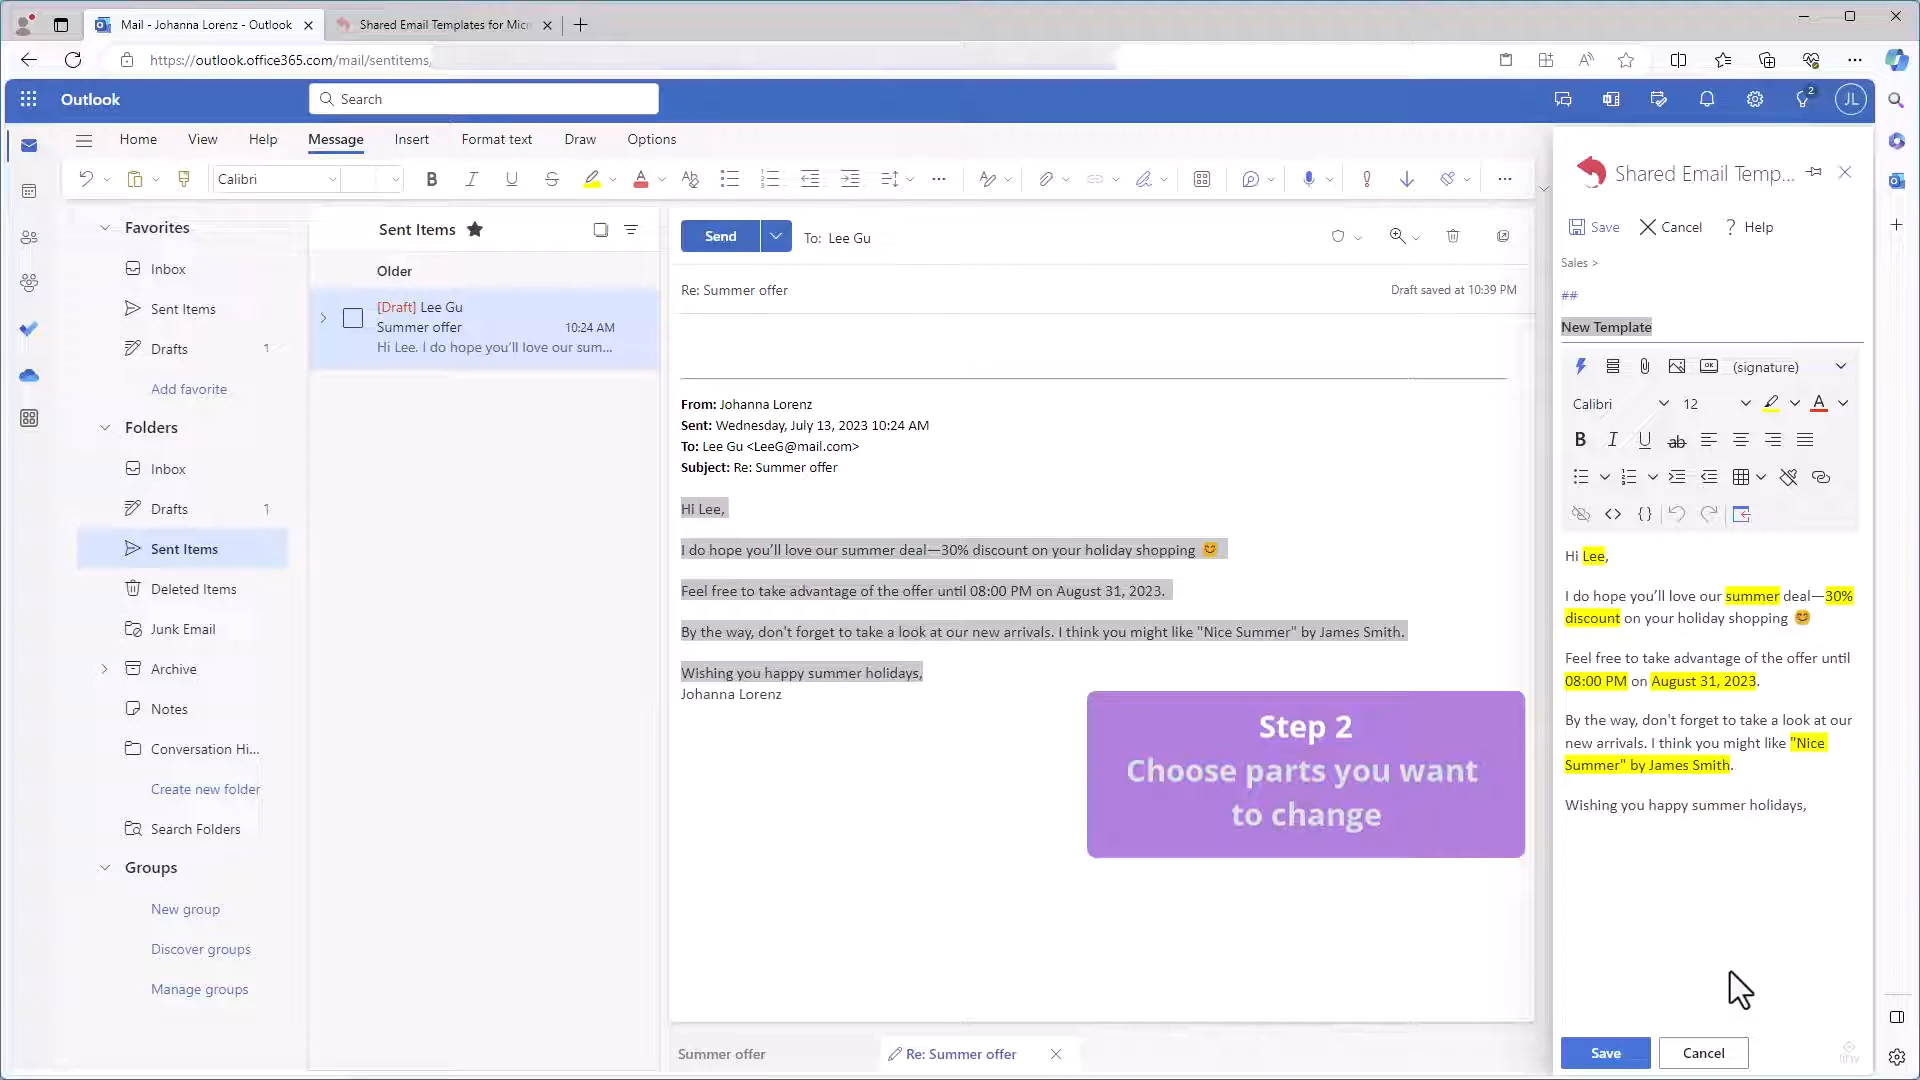 Mail - Johanna Lorenz - Outlook
Shared Email Templates for Micr
https://outlook.office365.com/mail/sentitems/
Outlook
Search
2
JL
Home
View
Help
Message
Insert
Format text
Draw
Options
Calibri
Favorites
Inbox
Sent Items
Drafts 1
Add favorite
Folders
Inbox
Drafts 1
Sent Items
Deleted Items
Junk Email
Archive
Notes
Conversation Hi...
Create new folder
Search Folders
Groups
New group
Discover groups
Manage groups
Sent Items
Older
[Draft] Lee Gu
Summer offer 10:24 AM
Hi Lee. I do hope you’ll love our sum...
Send
To: Lee Gu
Re: Summer offer
Draft saved at 10:39 PM
From: Johanna Lorenz
Sent: Wednesday, July 13, 2023 10:24 AM
To: Lee Gu <LeeG@mail.com>
Subject: Re: Summer offer
Hi Lee,
I do hope you’ll love our summer deal—30% discount on your holiday shopping 😊
Feel free to take advantage of the offer until 08:00 PM on August 31, 2023.
By the way, don't forget to take a look at our new arrivals. I think you might like "Nice Summer" by James Smith.
Wishing you happy summer holidays,
Johanna Lorenz
Step 2
Choose parts you want
to change
Summer offer
Re: Summer offer
Shared Email Temp...
Save
Cancel
? Help
Sales >
##
New Template
(signature)
Calibri
12
Hi Lee,
I do hope you’ll love our summer deal—30%
discount on your holiday shopping 😊
Feel free to take advantage of the offer until
08:00 PM on August 31, 2023.
By the way, don't forget to take a look at our
new arrivals. I think you might like "Nice
Summer" by James Smith.
Wishing you happy summer holidays,
Save
Cancel
tiny